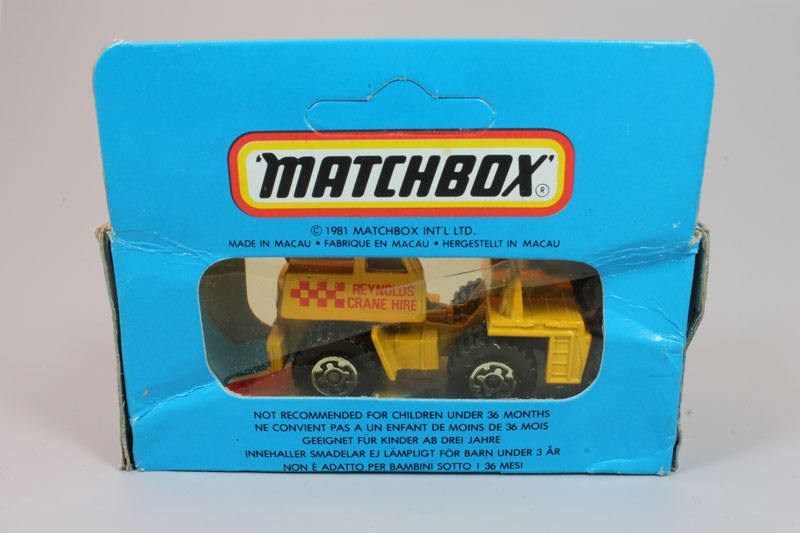 'MATCHBOX'®
© 1981 MATCHBOX INT'L LTD.
MADE IN MACAU • FABRIQUE EN MACAU • HERGESTELLT IN MACAU
REYNOLDS
CRANE HIRE
NOT RECOMMENDED FOR CHILDREN UNDER 36 MONTHS
NE CONVIENT PAS A UN ENFANT DE MOINS DE 36 MOIS
GEEIGNET FÜR KINDER AB DREI JAHRE
INNEHALLER SMADELAR EJ LÄMPLIGT FÖR BARN UNDER 3 ÅR
NON È ADATTO PER BAMBINI SOTTO I 36 MESI